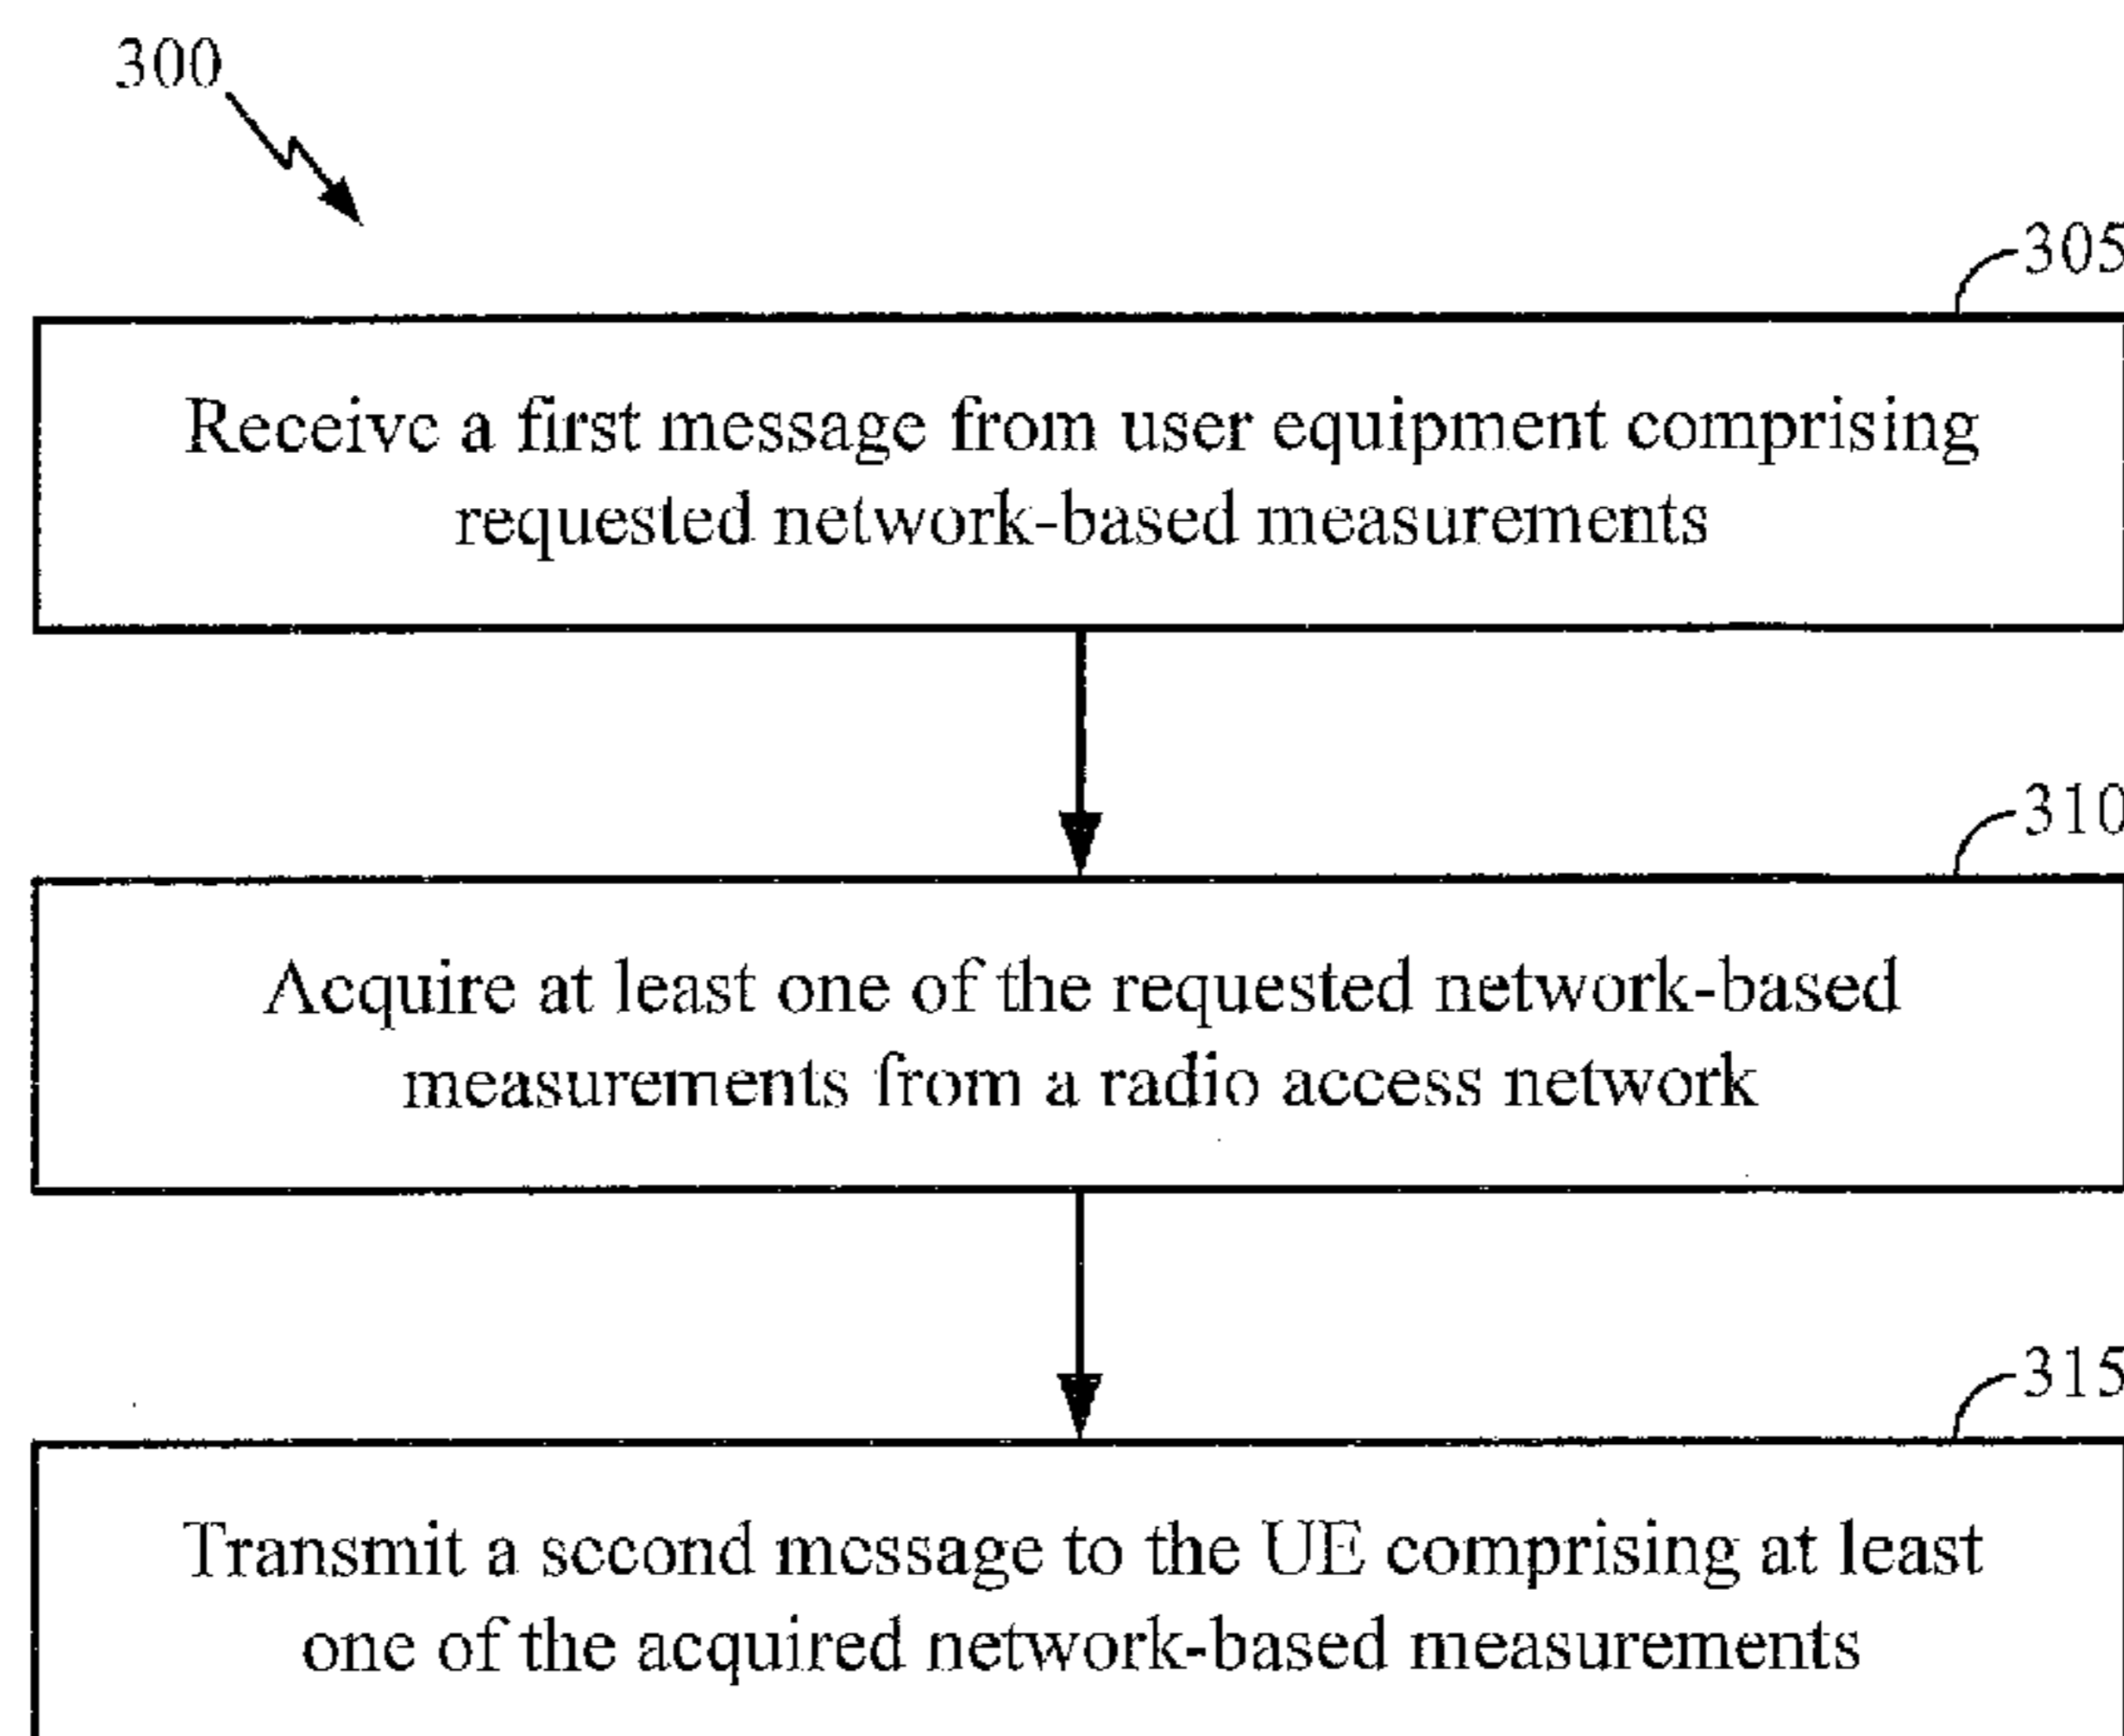 300
305
Receive a first message from user equipment comprising
requested network-based measurements
310
Acquire at least one of the requested network-based
measurements from a radio access network
315
Transmit a second message to the UE comprising at least
one of the acquired network-based measurements